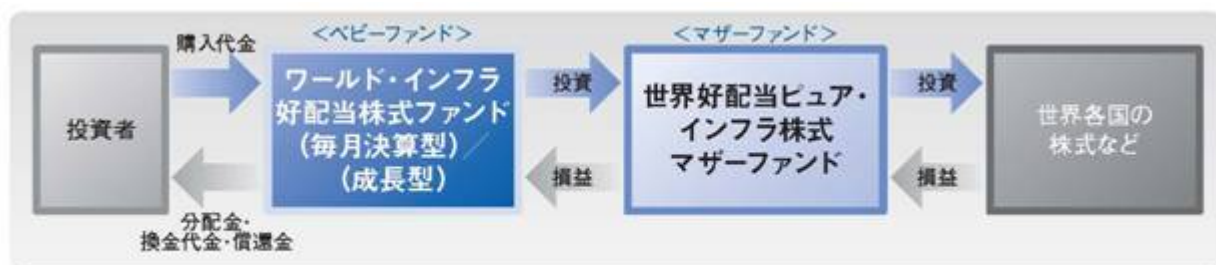 投資者
購入代金
分配金・
換金代金・償還金
<ベビーファンド>
ワールド・インフラ
好配当株式ファンド
(毎月決算型)/
(成長型)
投資
損益
<マザーファンド>
世界好配当ピュア・
インフラ株式
マザーファンド
投資
損益
世界各国の
株式など